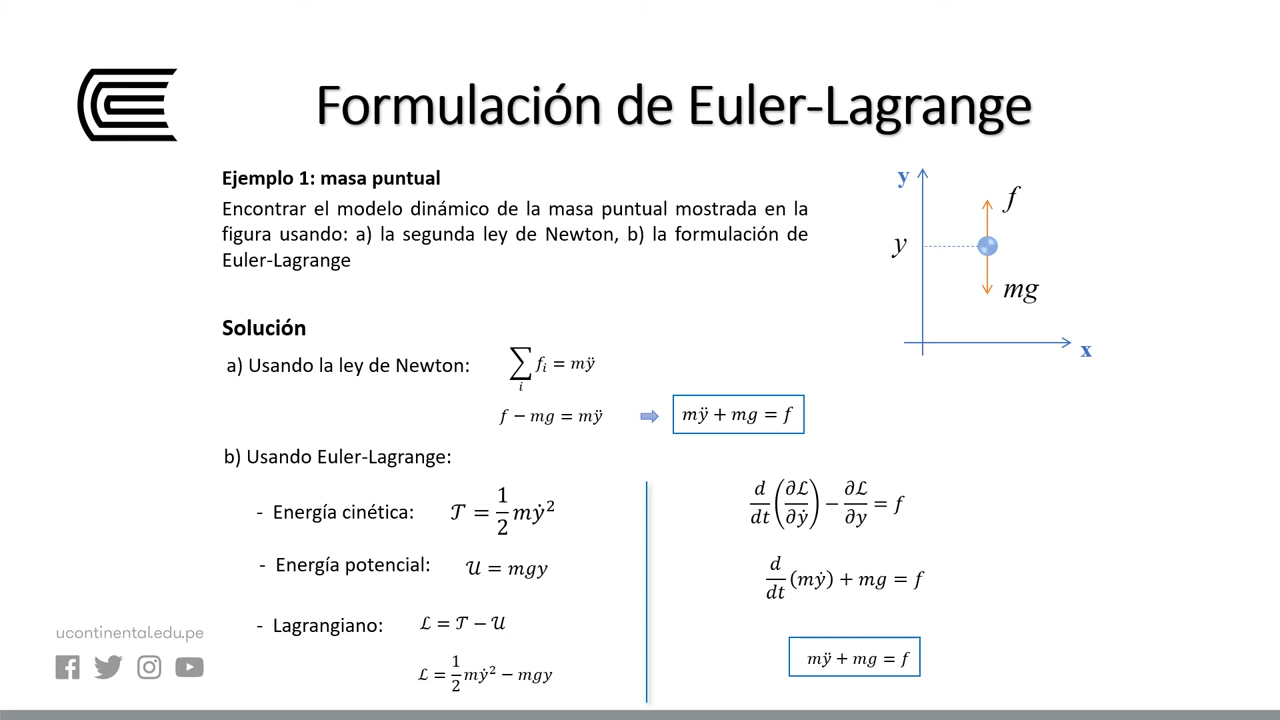 Formulación de Euler-Lagrange
Ejemplo 1: masa puntual
Encontrar el modelo dinámico de la masa puntual mostrada en la
figura usando: a) la segunda ley de Newton, b) la formulación de
Euler-Lagrange
y
f
y
mg
x
Solución
a) Usando la ley de Newton: ∑_i f_i = mÿ
f − mg = mÿ
mÿ + mg = f
b) Usando Euler-Lagrange:
- Energía cinética: 𝒯 = 1/2 mẏ²
- Energía potencial: 𝒰 = mgy
- Lagrangiano: ℒ = 𝒯 − 𝒰
ℒ = 1/2 mẏ² − mgy
d/dt (∂ℒ/∂ẏ) − ∂ℒ/∂y = f
d/dt (mẏ) + mg = f
mÿ + mg = f
ucontinental.edu.pe